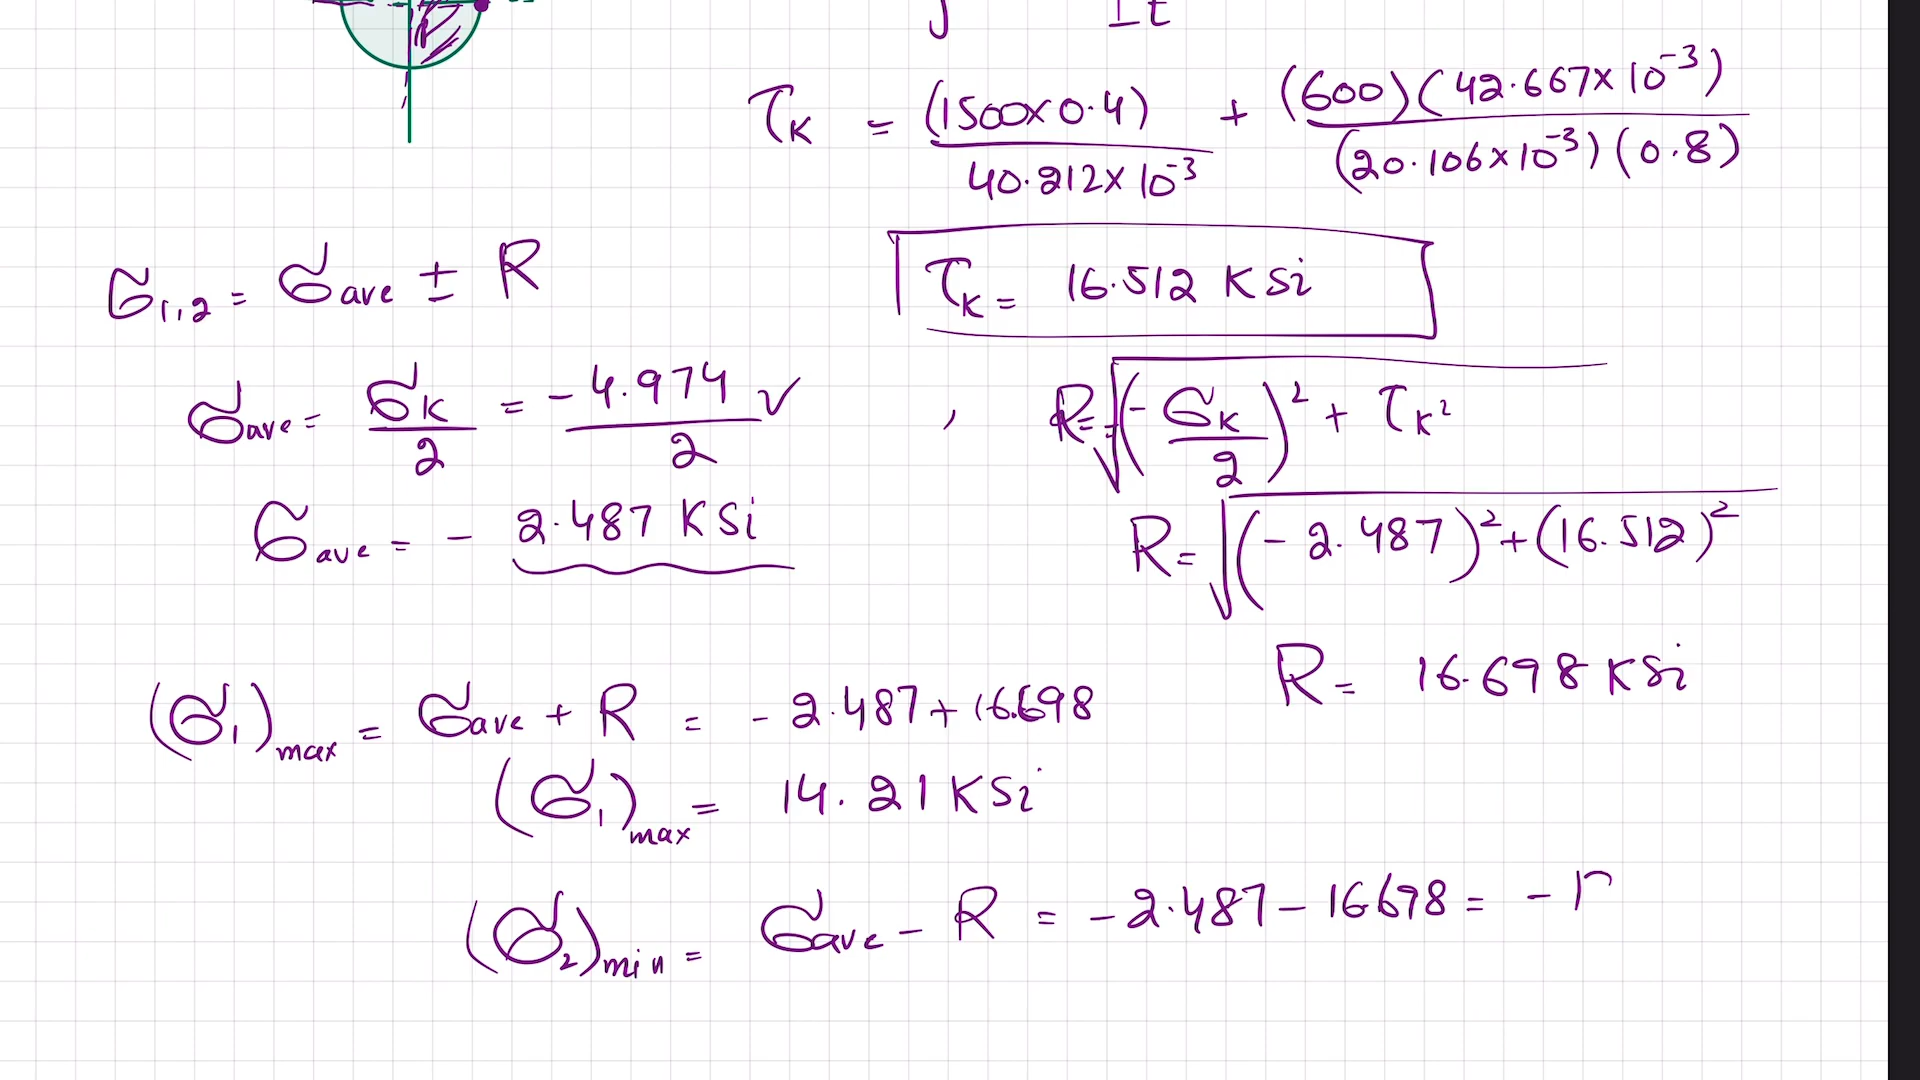 J It
τK = (1500×0.4)/(40.212×10⁻³) + (600)(42.667×10⁻³)/((20.106×10⁻³)(0.8))
σ1,2 = σave ± R
τK = 16.512 KSi
σave = σK/2 = -4.974/2 ✓ , R = √((-σK/2)² + τK²)
σave = - 2.487 KSi
R = √((-2.487)² + (16.512)²)
R = 16.698 KSi
(σ1)max = σave + R = - 2.487 + 16.698
(σ1)max = 14.21 KSi
(σ2)min = σave - R = -2.487 - 16.698 = -1